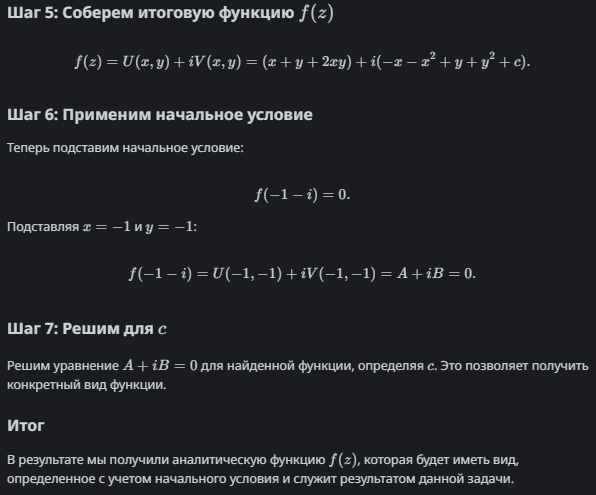 Шаг 5: Соберем итоговую функцию f(z)
f(z) = U(x, y) + iV(x, y) = (x + y + 2xy) + i(−x − x² + y + y² + c).
Шаг 6: Применим начальное условие
Теперь подставим начальное условие:
f(−1 − i) = 0.
Подставляя x = −1 и y = −1:
f(−1 − i) = U(−1, −1) + iV(−1, −1) = A + iB = 0.
Шаг 7: Решим для c
Решим уравнение A + iB = 0 для найденной функции, определяя c. Это позволяет получить
конкретный вид функции.
Итог
В результате мы получили аналитическую функцию f(z), которая будет иметь вид,
определенное с учетом начального условия и служит результатом данной задачи.